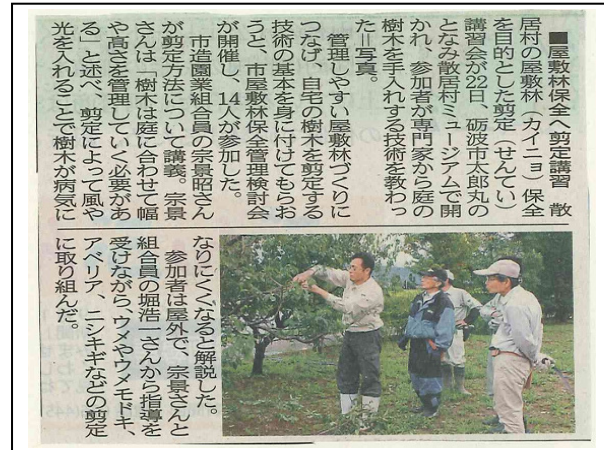 ■屋敷林保全へ剪定講習　散
居村の屋敷林（カイニョ）保全
を目的とした剪定（せんてい）
講習会が22日、砺波市太郎丸の
となみ散居村ミュージアムで開
かれ、参加者が専門家から庭の
樹木を手入れする技術を教わっ
た＝写真。
管理しやすい屋敷林づくりに
つなげ、自宅の樹木を剪定する
技術の基本を身に付けてもらお
うと、市屋敷林保全管理検討会
が開催し、14人が参加した。
市造園業組合員の宗景昭さん
が剪定方法について講義。宗景
さんは「樹木は庭に合わせて幅
や高さを管理していく必要があ
る」と述べ、剪定によって風や
光を入れることで樹木が病気に
なりにくくなると解説した。
参加者は屋外で、宗景さんと
組合員の堀浩一さんから指導を
受けながら、ウメやウメモドキ、
アベリア、ニシキギなどの剪定
に取り組んだ。